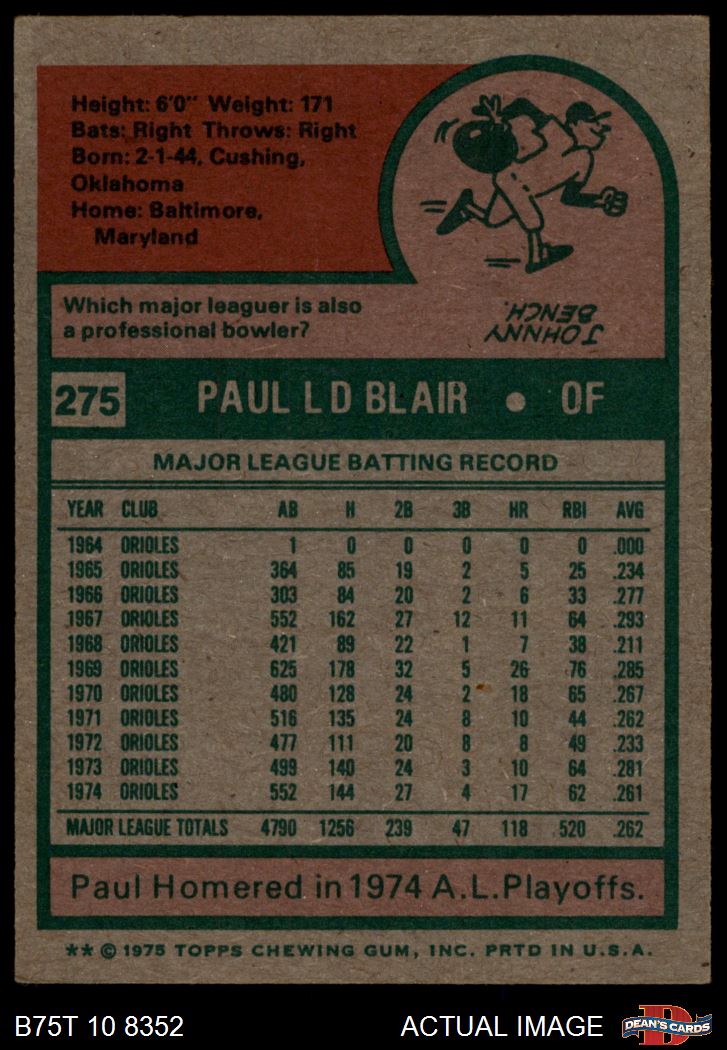 Height: 6'0" Weight: 171
Bats: Right Throws: Right
Born: 2-1-44, Cushing,
Oklahoma
Home: Baltimore,
Maryland
Which major leaguer is also
a professional bowler?
JOHNNY
BENCH.
275 PAUL L D BLAIR • OF
MAJOR LEAGUE BATTING RECORD
YEAR CLUB AB H 2B 3B HR RBI AVG
1964 ORIOLES 1 0 0 0 0 0 .000
1965 ORIOLES 364 85 19 2 5 25 .234
1966 ORIOLES 303 84 20 2 6 33 .277
1967 ORIOLES 552 162 27 12 11 64 .293
1968 ORIOLES 421 89 22 1 7 38 .211
1969 ORIOLES 625 178 32 5 26 76 .285
1970 ORIOLES 480 128 24 2 18 65 .267
1971 ORIOLES 516 135 24 8 10 44 .262
1972 ORIOLES 477 111 20 8 8 49 .233
1973 ORIOLES 499 140 24 3 10 64 .281
1974 ORIOLES 552 144 27 4 17 62 .261
MAJOR LEAGUE TOTALS 4790 1256 239 47 118 520 .262
Paul Homered in 1974 A.L. Playoffs.
** © 1975 TOPPS CHEWING GUM, INC. PRTD IN U.S.A.
B75T 10 8352 ACTUAL IMAGE D DEAN'S CARDS